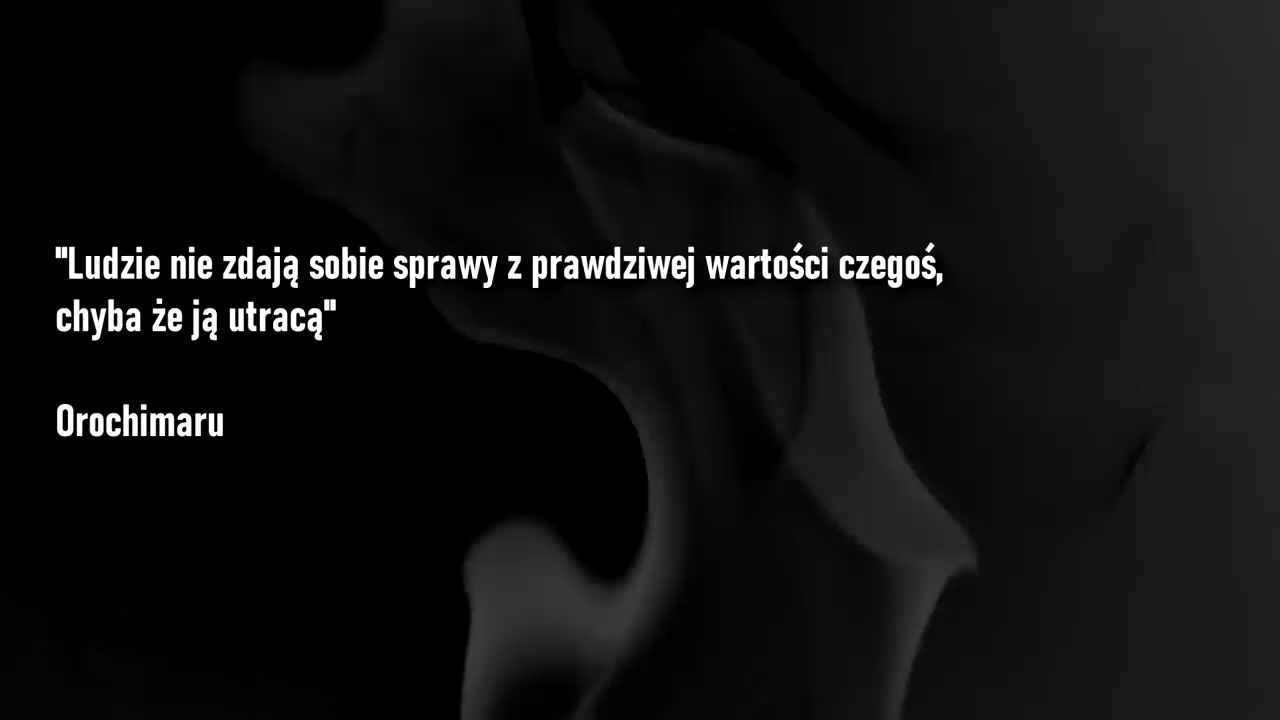 "Ludzie nie zdają sobie sprawy z prawdziwej wartości czegoś,
chyba że ją utracą"
Orochimaru